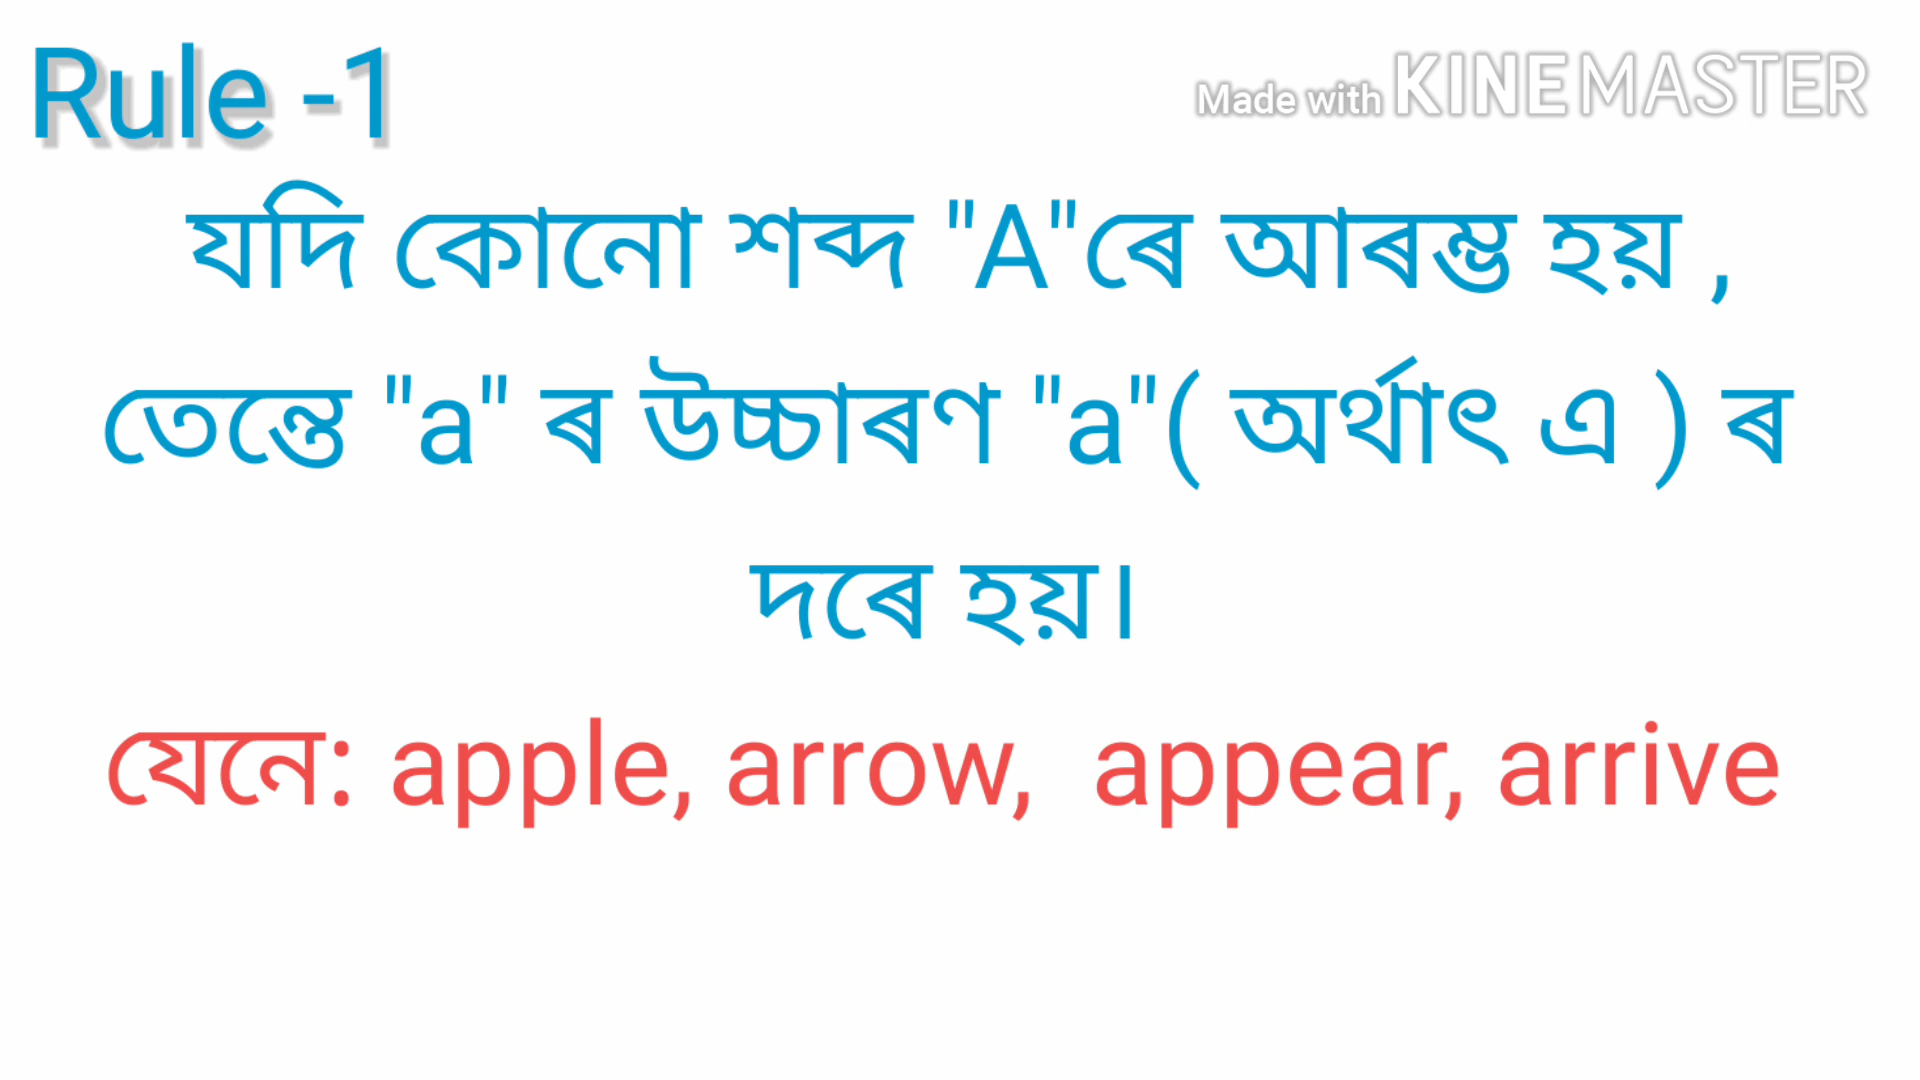 Rule -1
Made with KINEMASTER
যদি কোনো শব্দ "A"ৰে আৰম্ভ হয় ,
তেন্তে "a" ৰ উচ্চাৰণ "a"( অৰ্থাৎ এ ) ৰ
দৰে হয়।
যেনে: apple, arrow,  appear, arrive